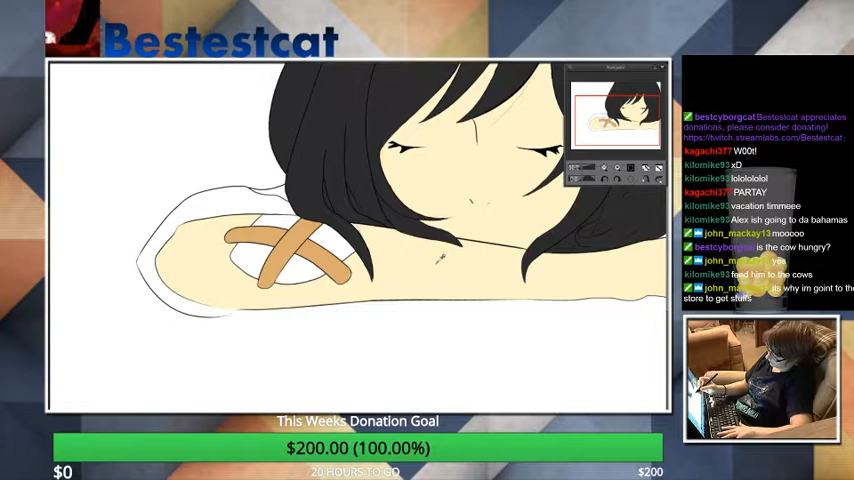 Bestestcat
bestcyborgcat Bestestcat appreciates
donations, please consider donating!
https://twitch.streamlabs.com/Bestestcat
kagachi377 W00t!
kilomike93 xD
kilomike93 lolololololol
kagachi377 PARTAY
kilomike93 vacation timmeee
kilomike93 Alex ish going to da bahamas
john_mackay13 mooooo
bestcyborgcat is the cow hungry?
yes
kilomike93 feed him to the cows
its why im goint to the
store to get stuffs
This Weeks Donation Goal
$200.00 (100.00%)
$0
20 HOURS TO GO
$200